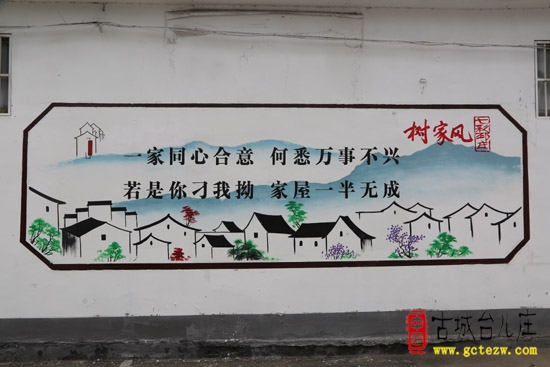 树家风
一家同心合意 何悉万事不兴
若是你刁我拗 家屋一半无成
古城台儿庄
www.gctezw.com